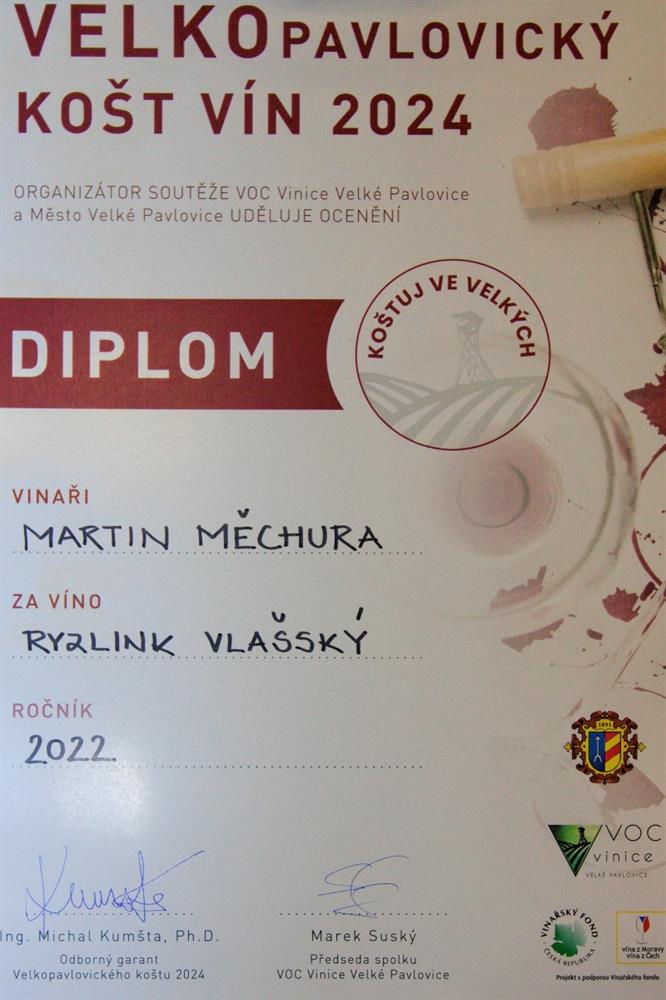 VELKOPAVLOVICKÝ
KOŠT VÍN 2024
ORGANIZÁTOR SOUTĚŽE VOC Vinice Velké Pavlovice
a Město Velké Pavlovice UDĚLUJE OCENĚNÍ
DIPLOM
KOŠTUJ VE VELKÝCH
VINAŘI
MARTIN MĚCHURA
ZA VÍNO
RYZLINK VLAŠSKÝ
ROČNÍK
2022
1891
VOC
vinice
VELKÉ PAVLOVICE
Ing. Michal Kumšta, Ph.D.
Odborný garant
Velkopavlovického koštu 2024
Marek Suský
Předseda spolku
VOC Vinice Velké Pavlovice
VINAŘSKÝ FOND
ČESKÁ REPUBLIKA
vína z Moravy
vína z Čech
Projekt s podporou Vinařského fondu